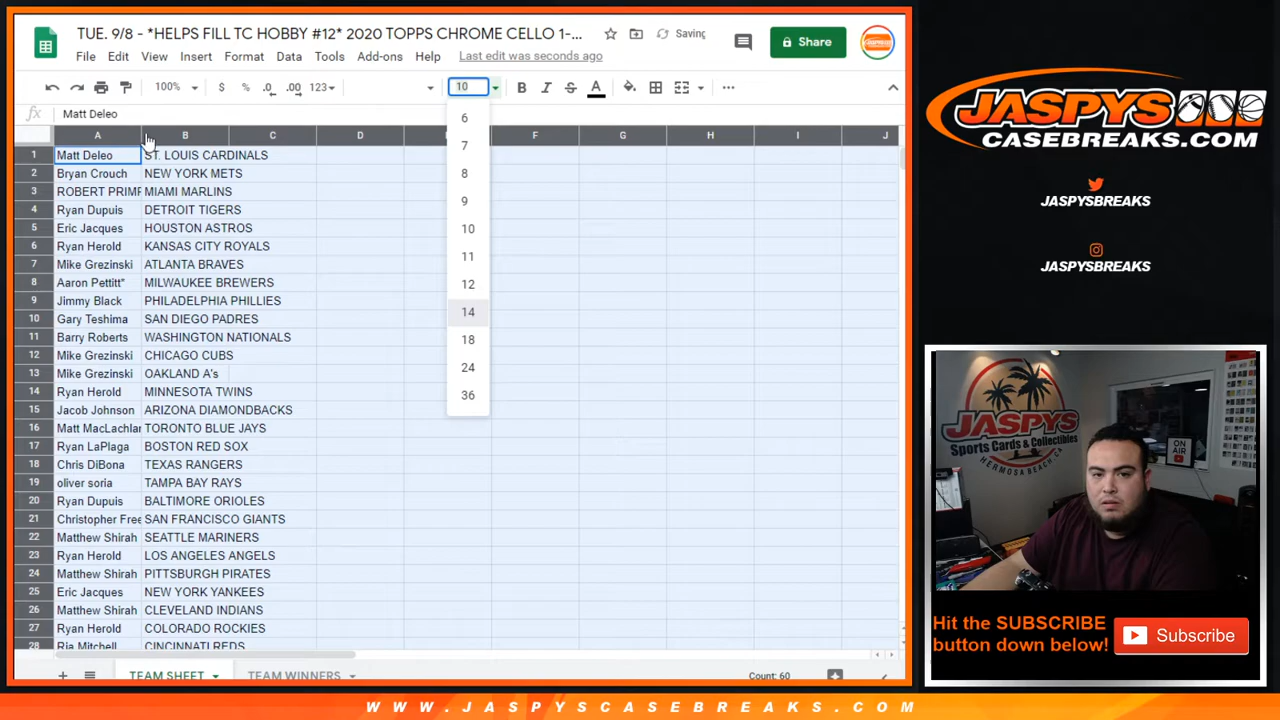 TUE. 9/8 - *HELPS FILL TC HOBBY #12* 2020 TOPPS CHROME CELLO 1-...
Saving
Share
File Edit View Insert Format Data Tools Add-ons Help Last edit was seconds ago
100% $ % .0 .00 123 10 B I S A
fx Matt Deleo
A B C D F G H I J
1 Matt Deleo ST. LOUIS CARDINALS
2 Bryan Crouch NEW YORK METS
3 ROBERT PRIMF MIAMI MARLINS
4 Ryan Dupuis DETROIT TIGERS
5 Eric Jacques HOUSTON ASTROS
6 Ryan Herold KANSAS CITY ROYALS
7 Mike Grezinski ATLANTA BRAVES
8 Aaron Pettitt* MILWAUKEE BREWERS
9 Jimmy Black PHILADELPHIA PHILLIES
10 Gary Teshima SAN DIEGO PADRES
11 Barry Roberts WASHINGTON NATIONALS
12 Mike Grezinski CHICAGO CUBS
13 Mike Grezinski OAKLAND A's
14 Ryan Herold MINNESOTA TWINS
15 Jacob Johnson ARIZONA DIAMONDBACKS
16 Matt MacLachlan TORONTO BLUE JAYS
17 Ryan LaPlaga BOSTON RED SOX
18 Chris DiBona TEXAS RANGERS
19 oliver soria TAMPA BAY RAYS
20 Ryan Dupuis BALTIMORE ORIOLES
21 Christopher Free SAN FRANCISCO GIANTS
22 Matthew Shirah SEATTLE MARINERS
23 Ryan Herold LOS ANGELES ANGELS
24 Matthew Shirah PITTSBURGH PIRATES
25 Eric Jacques NEW YORK YANKEES
26 Matthew Shirah CLEVELAND INDIANS
27 Ryan Herold COLORADO ROCKIES
28 Ria Mitchell CINCINNATI REDS
6
7
8
9
10
11
12
14
18
24
36
TEAM SHEET TEAM WINNERS Count: 60
JASPYS
CASEBREAKS.COM
JASPYSBREAKS
JASPYSBREAKS
JASPYS
Sports Cards & Collectibles
HERMOSA BEACH, CA
ON AIR
Hit the SUBSCRIBE
button down below!
Subscribe
WWW.JASPYSCASEBREAKS.COM